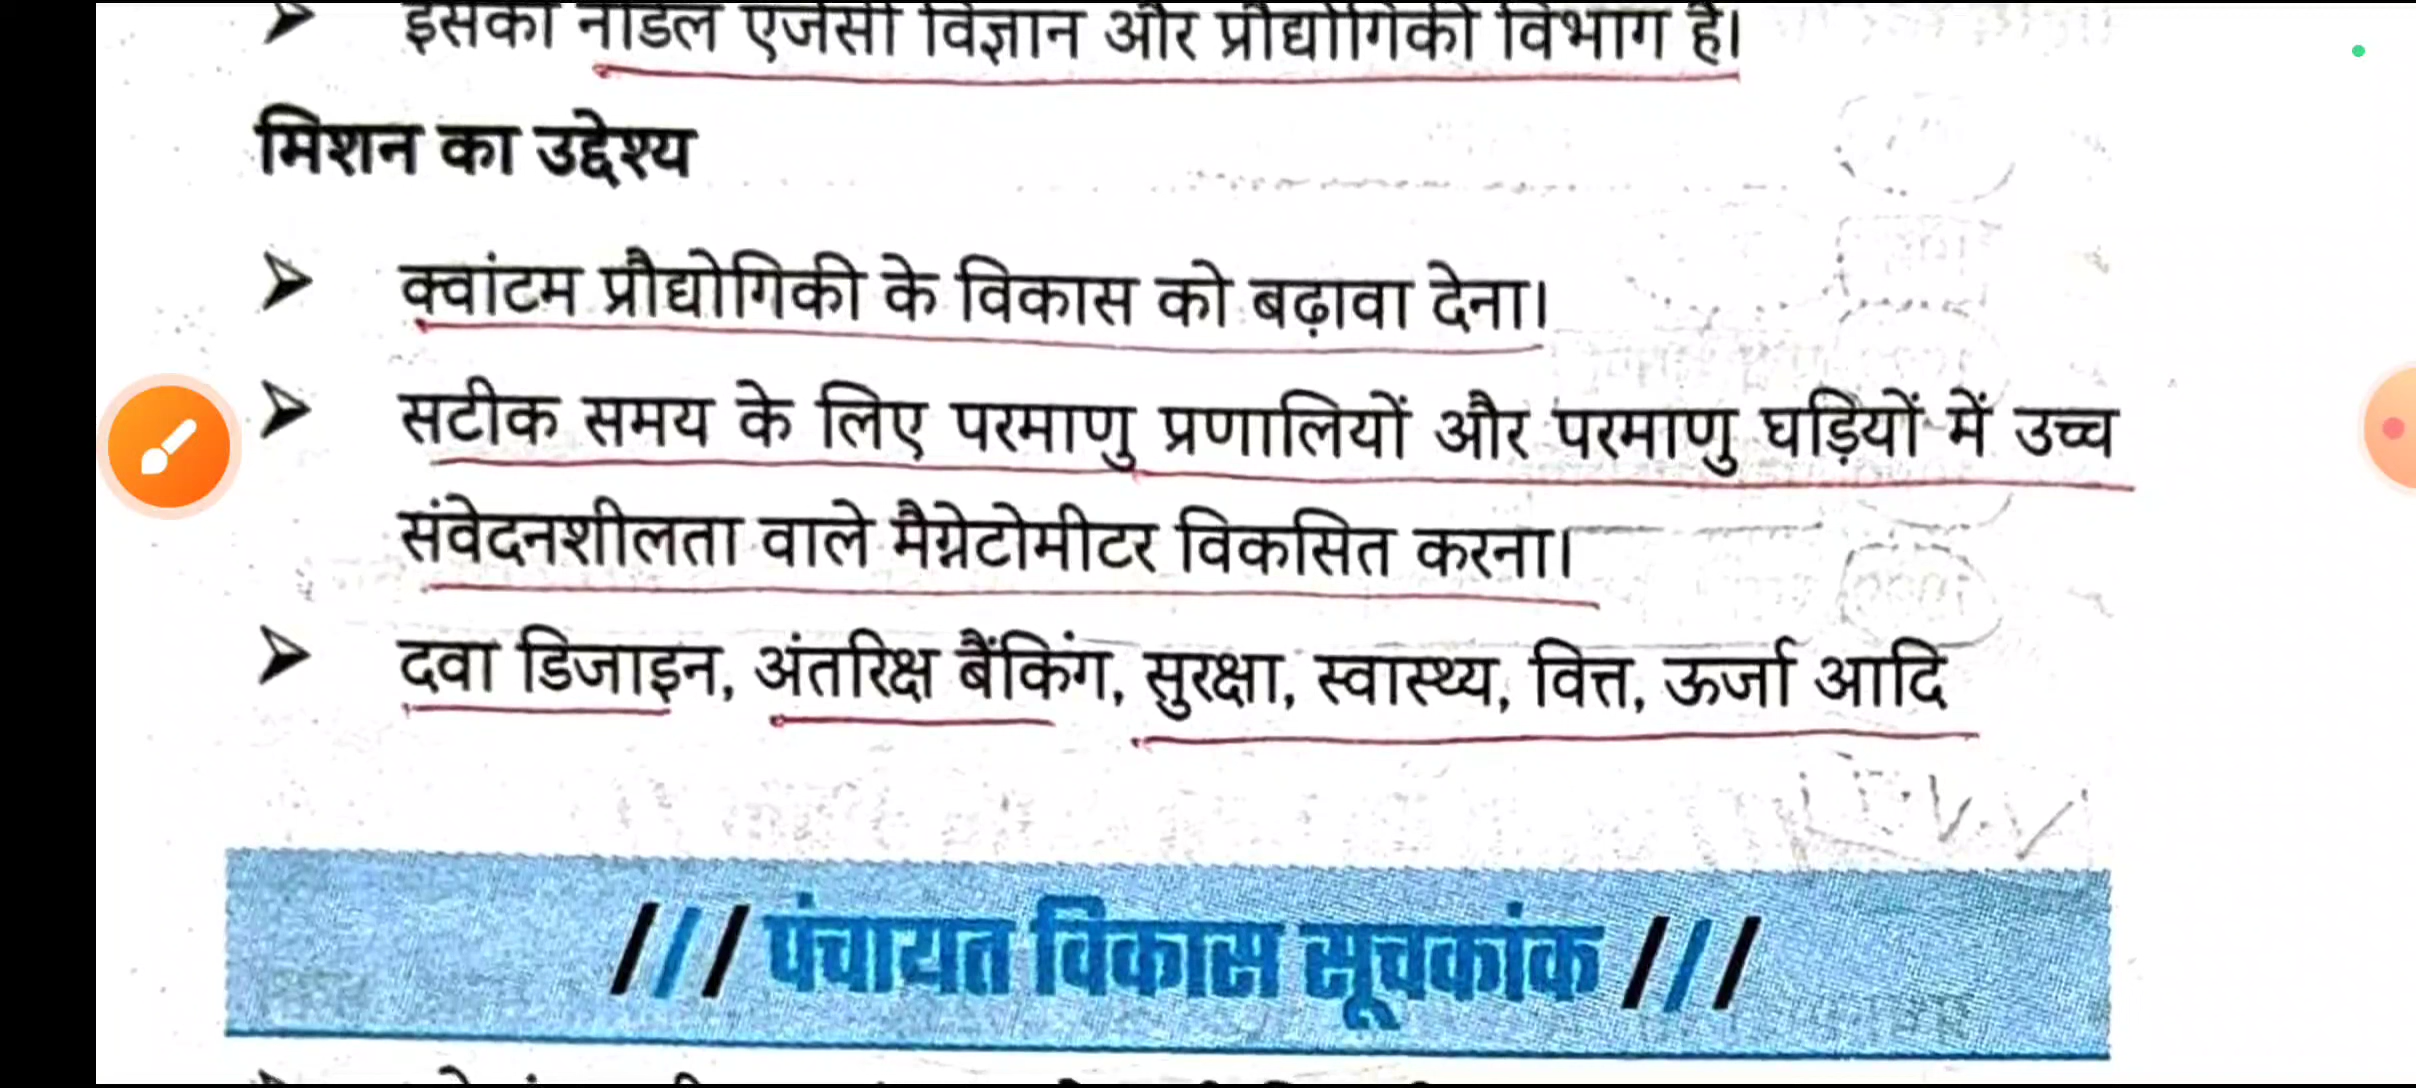 इसकी नोडल एजेंसी विज्ञान और प्रौद्योगिकी विभाग है।
मिशन का उद्देश्य
क्वांटम प्रौद्योगिकी के विकास को बढ़ावा देना।
सटीक समय के लिए परमाणु प्रणालियों और परमाणु घड़ियों में उच्च
संवेदनशीलता वाले मैग्नेटोमीटर विकसित करना।
दवा डिजाइन, अंतरिक्ष बैंकिंग, सुरक्षा, स्वास्थ्य, वित्त, ऊर्जा आदि
/// पंचायत विकास सूचकांक ///